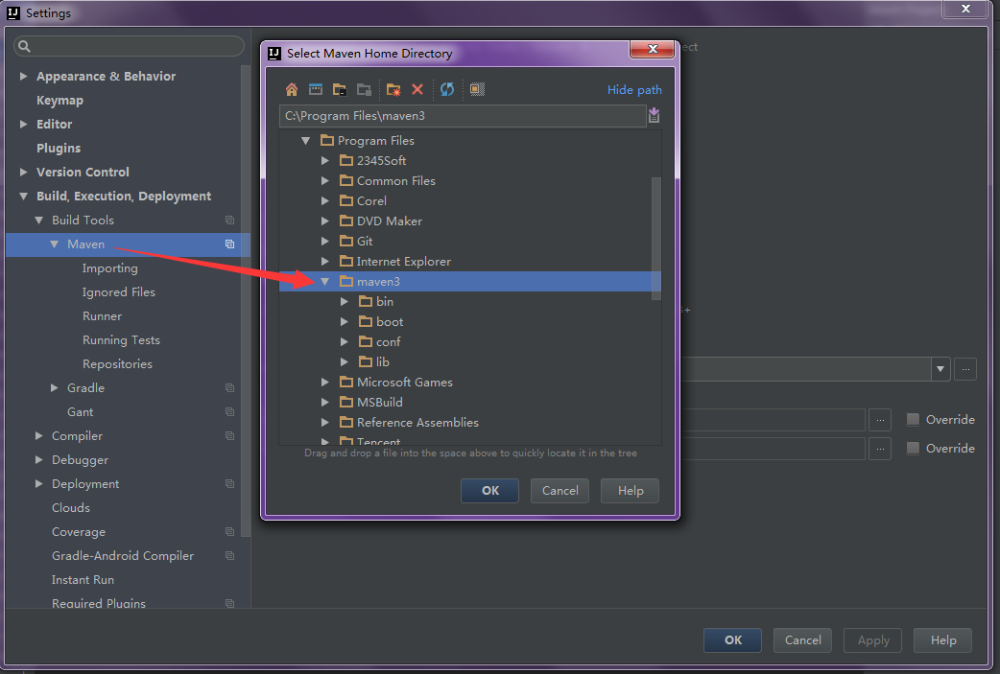 Settings
Appearance & Behavior
Keymap
Editor
Plugins
Version Control
Build, Execution, Deployment
Build Tools
Maven
Importing
Ignored Files
Runner
Running Tests
Repositories
Gradle
Gant
Compiler
Debugger
Deployment
Clouds
Coverage
Gradle-Android Compiler
Instant Run
Required Plugins
Select Maven Home Directory
Hide path
C:\Program Files\maven3
Program Files
2345Soft
Common Files
Corel
DVD Maker
Git
Internet Explorer
maven3
bin
boot
conf
lib
Microsoft Games
MSBuild
Reference Assemblies
Tencent
Drag and drop a file into the space above to quickly locate it in the tree
OK Cancel Help
ect
Override
Override
OK Cancel Apply Help